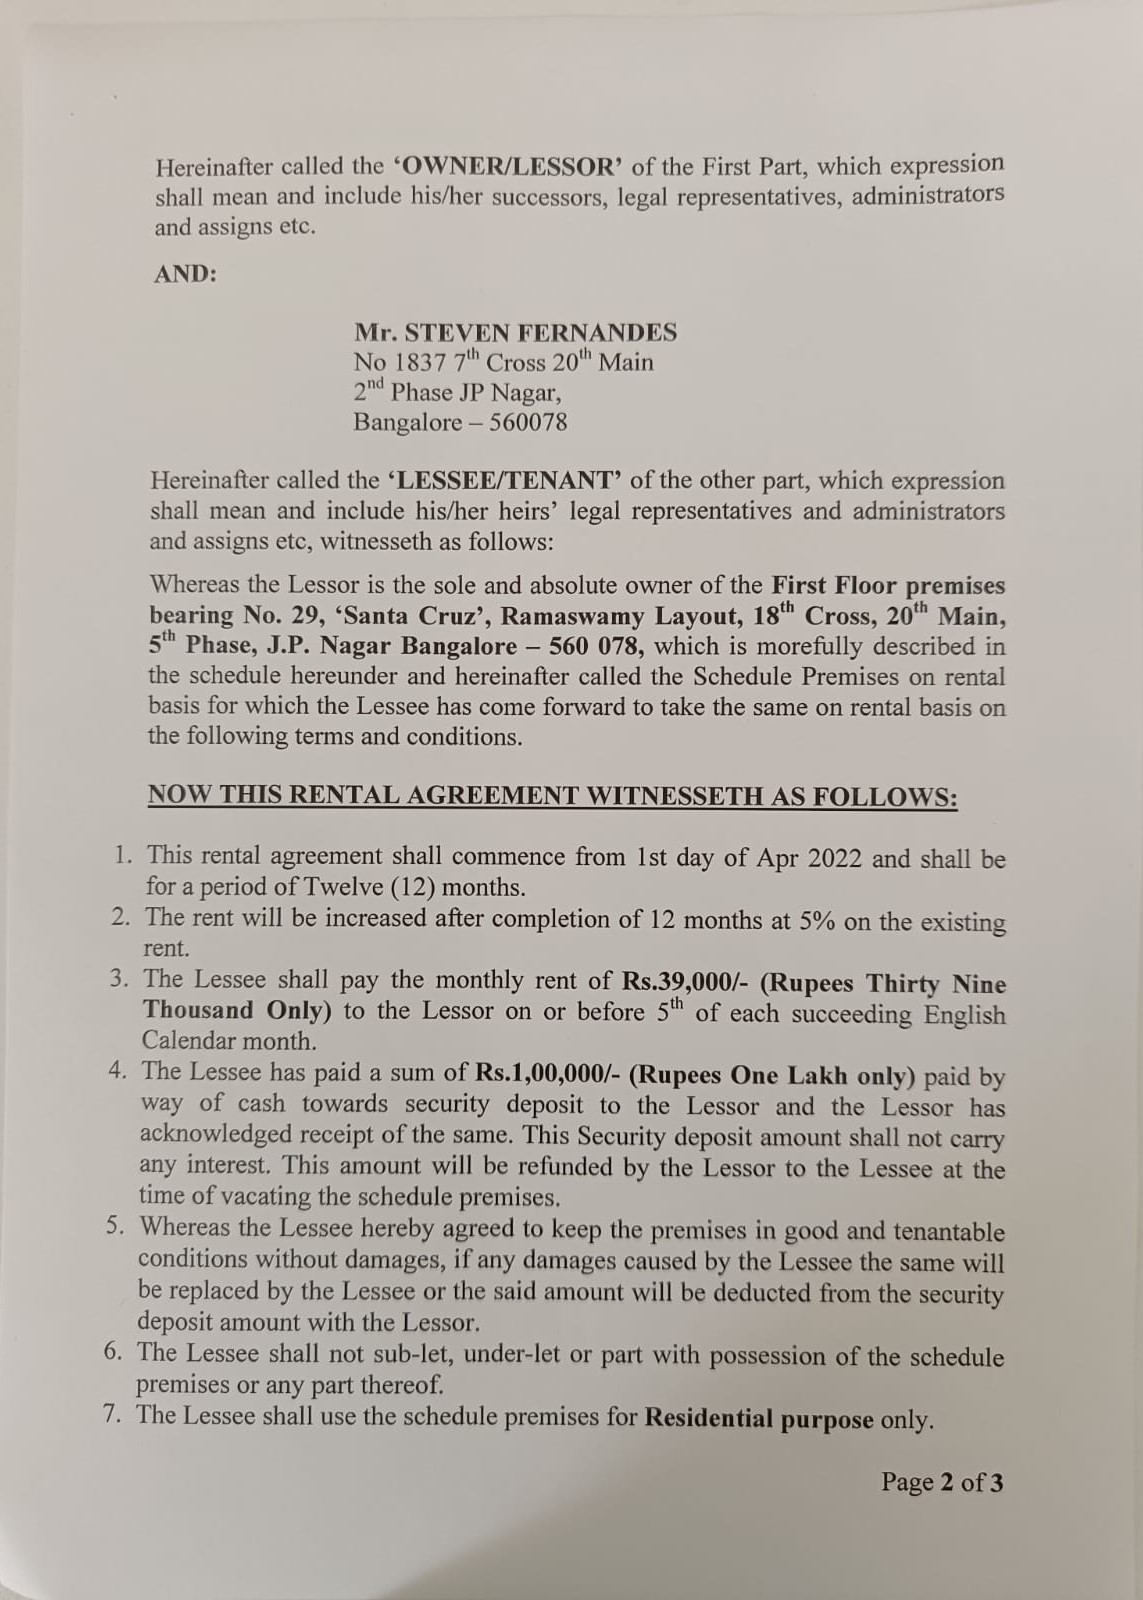 Hereinafter called the ‘OWNER/LESSOR’ of the First Part, which expression
shall mean and include his/her successors, legal representatives, administrators
and assigns etc.
AND:
Mr. STEVEN FERNANDES
No 1837 7th Cross 20th Main
2nd Phase JP Nagar,
Bangalore – 560078
Hereinafter called the ‘LESSEE/TENANT’ of the other part, which expression
shall mean and include his/her heirs’ legal representatives and administrators
and assigns etc, witnesseth as follows:
Whereas the Lessor is the sole and absolute owner of the First Floor premises
bearing No. 29, ‘Santa Cruz’, Ramaswamy Layout, 18th Cross, 20th Main,
5th Phase, J.P. Nagar Bangalore – 560 078, which is morefully described in
the schedule hereunder and hereinafter called the Schedule Premises on rental
basis for which the Lessee has come forward to take the same on rental basis on
the following terms and conditions.
NOW THIS RENTAL AGREEMENT WITNESSETH AS FOLLOWS:
1. This rental agreement shall commence from 1st day of Apr 2022 and shall be
for a period of Twelve (12) months.
2. The rent will be increased after completion of 12 months at 5% on the existing
rent.
3. The Lessee shall pay the monthly rent of Rs.39,000/- (Rupees Thirty Nine
Thousand Only) to the Lessor on or before 5th of each succeeding English
Calendar month.
4. The Lessee has paid a sum of Rs.1,00,000/- (Rupees One Lakh only) paid by
way of cash towards security deposit to the Lessor and the Lessor has
acknowledged receipt of the same. This Security deposit amount shall not carry
any interest. This amount will be refunded by the Lessor to the Lessee at the
time of vacating the schedule premises.
5. Whereas the Lessee hereby agreed to keep the premises in good and tenantable
conditions without damages, if any damages caused by the Lessee the same will
be replaced by the Lessee or the said amount will be deducted from the security
deposit amount with the Lessor.
6. The Lessee shall not sub-let, under-let or part with possession of the schedule
premises or any part thereof.
7. The Lessee shall use the schedule premises for Residential purpose only.
Page 2 of 3